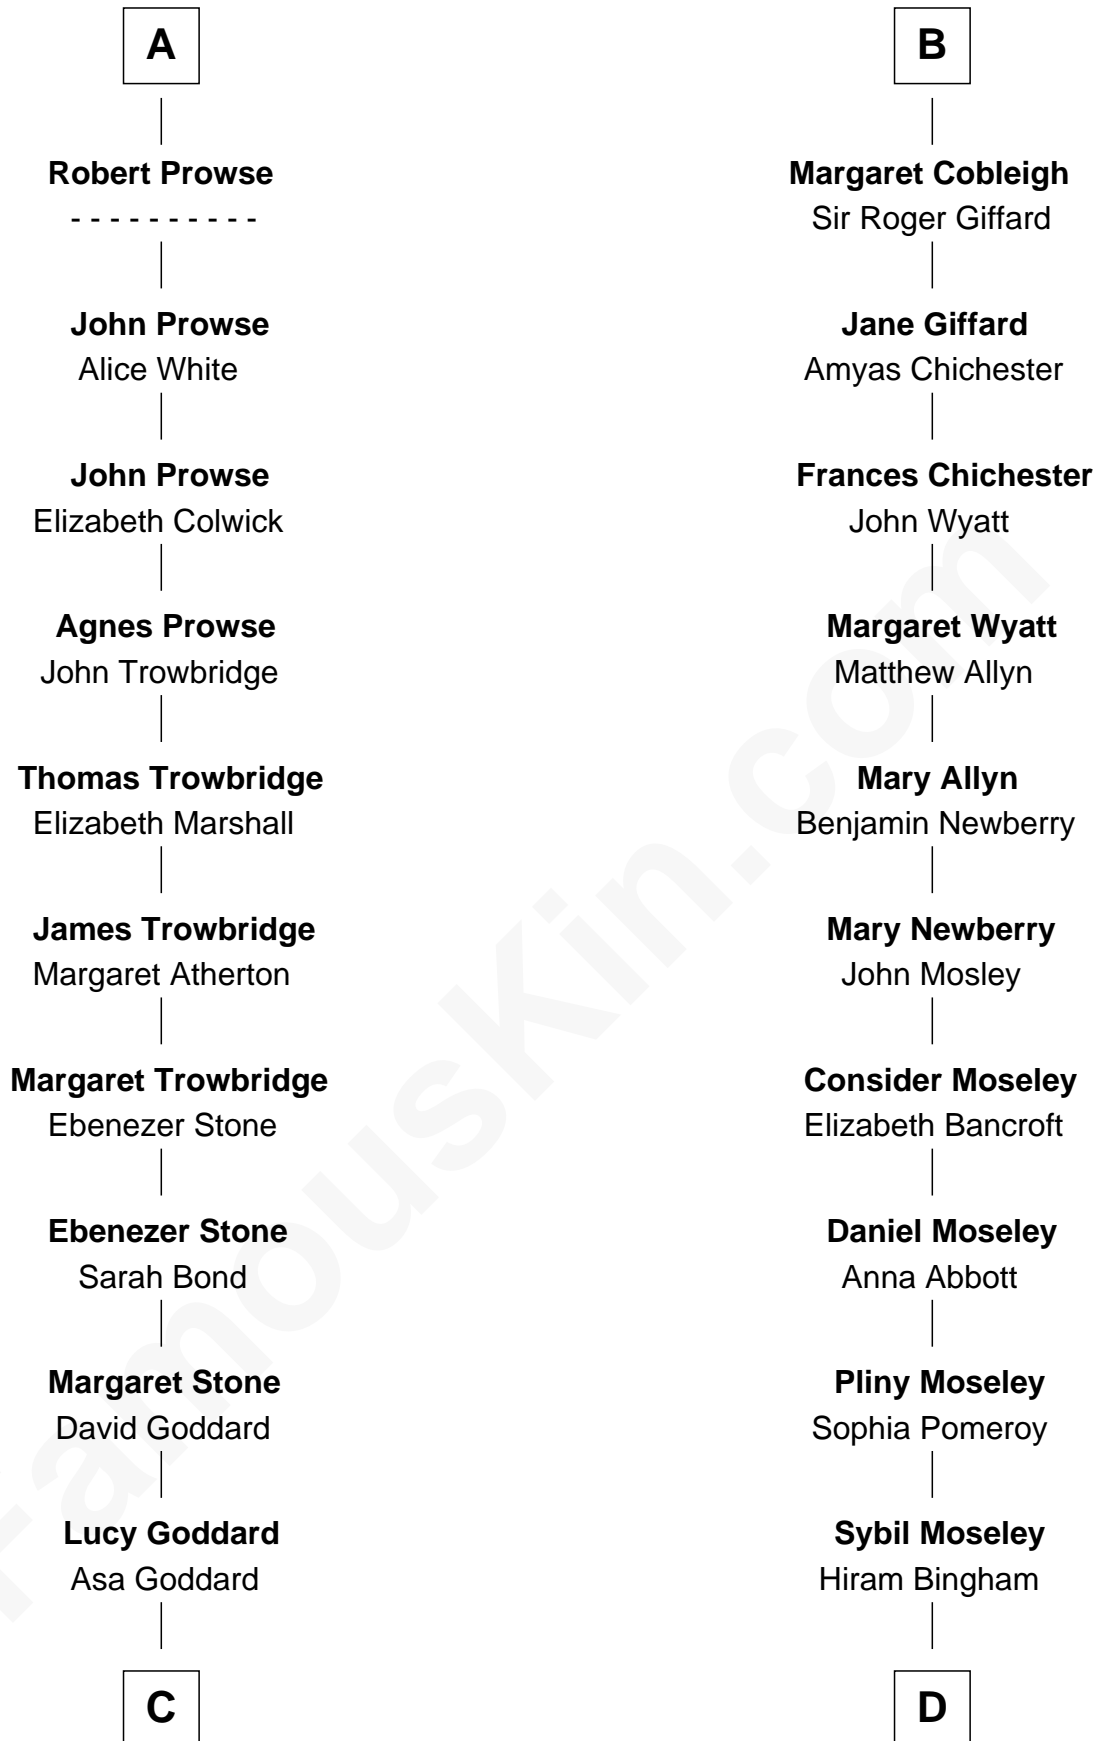 A
Robert Prowse
- - - - - - - - - -
John Prowse
Alice White
John Prowse
Elizabeth Colwick
Agnes Prowse
John Trowbridge
Thomas Trowbridge
Elizabeth Marshall
James Trowbridge
Margaret Atherton
Margaret Trowbridge
Ebenezer Stone
Ebenezer Stone
Sarah Bond
Margaret Stone
David Goddard
Lucy Goddard
Asa Goddard
C
B
Margaret Cobleigh
Sir Roger Giffard
Jane Giffard
Amyas Chichester
Frances Chichester
John Wyatt
Margaret Wyatt
Matthew Allyn
Mary Allyn
Benjamin Newberry
Mary Newberry
John Mosley
Consider Moseley
Elizabeth Bancroft
Daniel Moseley
Anna Abbott
Pliny Moseley
Sophia Pomeroy
Sybil Moseley
Hiram Bingham
D
FamousKin.com